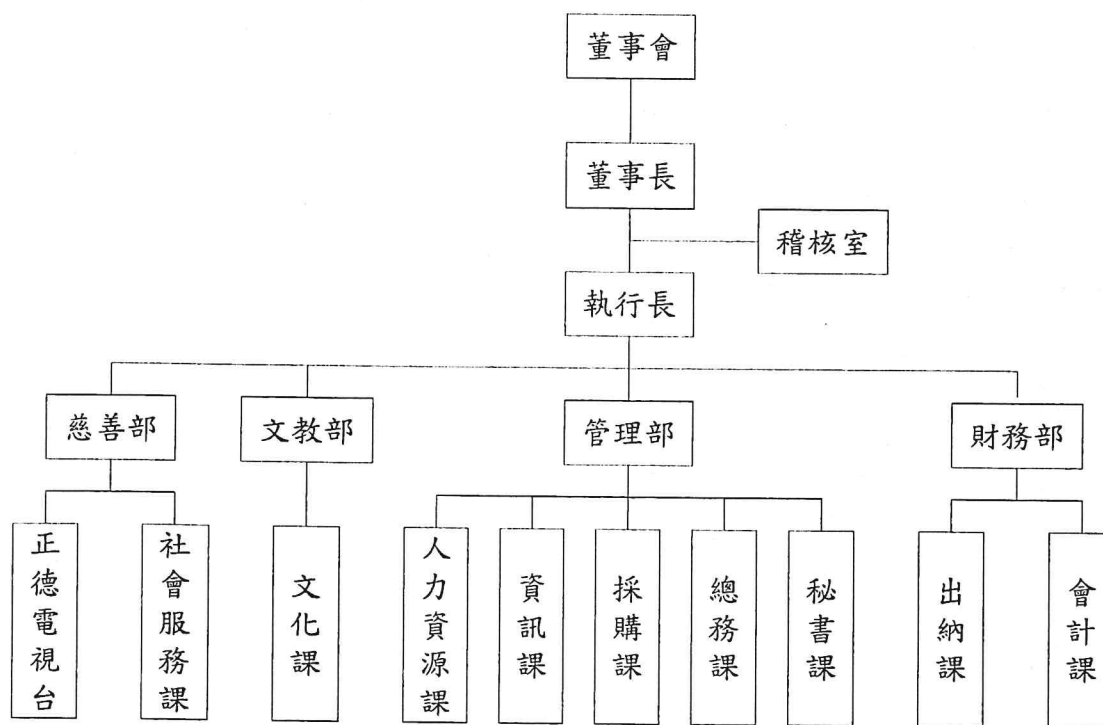 董事會
董事長
稽核室
執行長
慈善部
文教部
管理部
財務部
正德電視台
社會服務課
文化課
人力資源課
資訊課
採購課
總務課
秘書課
出納課
會計課